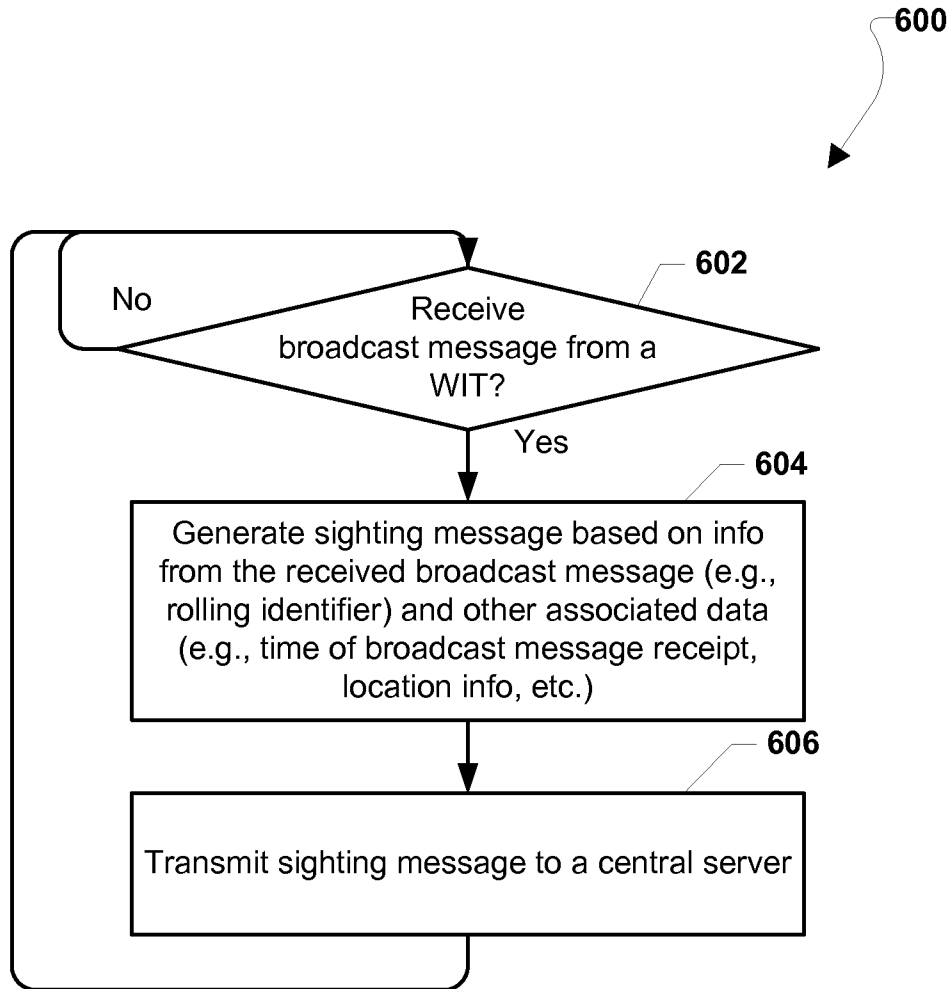 600
602
No
Receive
broadcast message from a
WIT?
Yes
604
Generate sighting message based on info
from the received broadcast message (e.g.,
rolling identifier) and other associated data
(e.g., time of broadcast message receipt,
location info, etc.)
606
Transmit sighting message to a central server